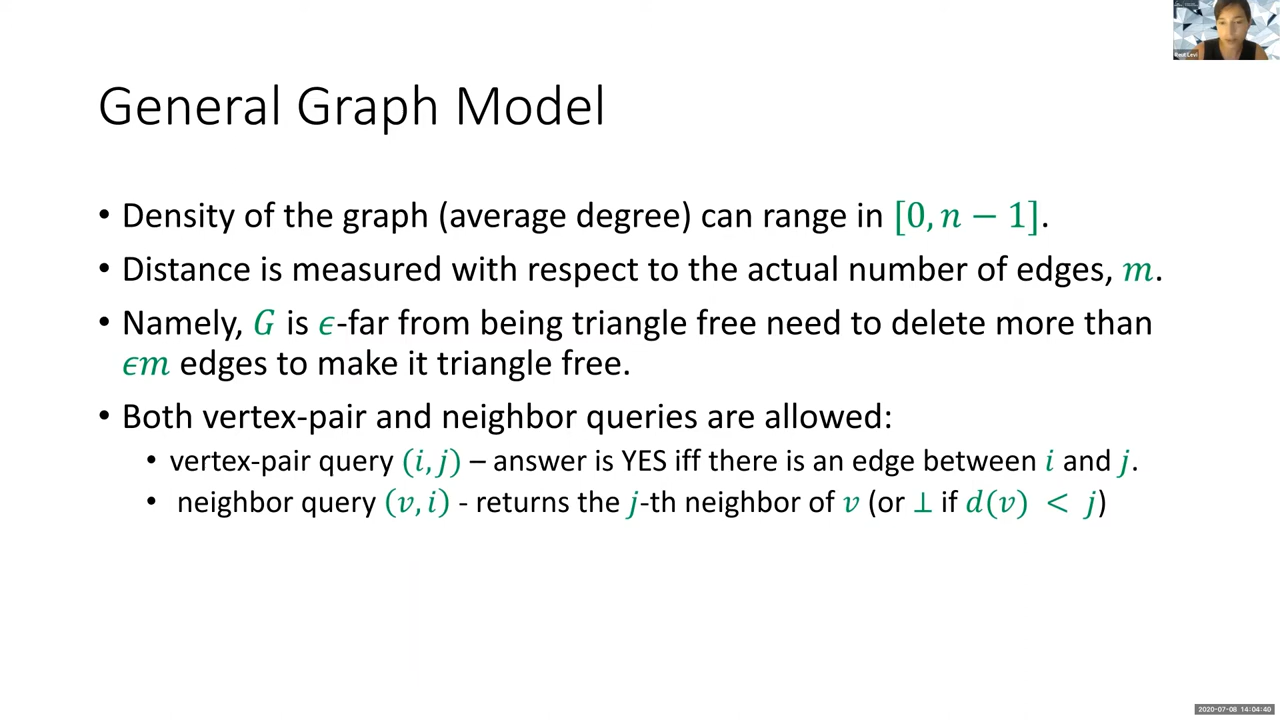 Reut Levi
General Graph Model
• Density of the graph (average degree) can range in [0, n − 1].
• Distance is measured with respect to the actual number of edges, m.
• Namely, G is ϵ-far from being triangle free need to delete more than
ϵm edges to make it triangle free.
• Both vertex-pair and neighbor queries are allowed:
• vertex-pair query (i, j) – answer is YES iff there is an edge between i and j.
• neighbor query (v, i) - returns the j-th neighbor of v (or ⊥ if d(v) < j)
2020-07-08 14:04:40